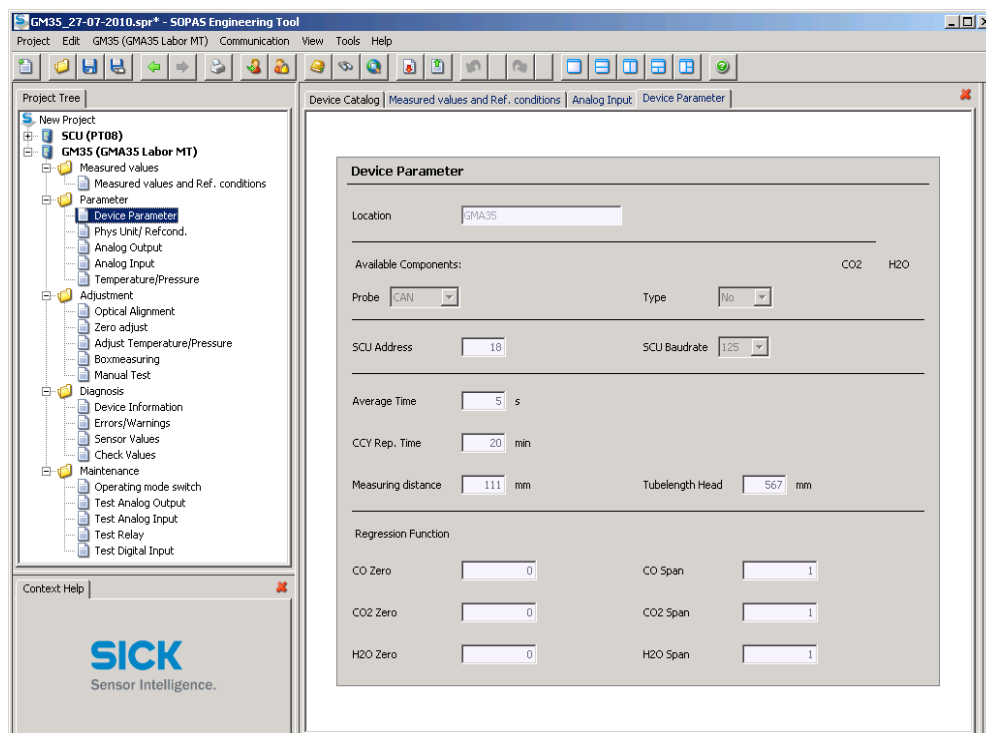 GM35_27-07-2010.spr* - SOPAS Engineering Tool
Project Edit GM35 (GMA35 Labor MT) Communication View Tools Help
Project Tree
New Project
SCU (PT08)
GM35 (GMA35 Labor MT)
Measured values
Measured values and Ref. conditions
Parameter
Device Parameter
Phys Unit/ Refcond.
Analog Output
Analog Input
Temperature/Pressure
Adjustment
Optical Alignment
Zero adjust
Adjust Temperature/Pressure
Boxmeasuring
Manual Test
Diagnosis
Device Information
Errors/Warnings
Sensor Values
Check Values
Maintenance
Operating mode switch
Test Analog Output
Test Analog Input
Test Relay
Test Digital Input
Context Help
SICK
Sensor Intelligence.
Device Catalog Measured values and Ref. conditions Analog Input Device Parameter
Device Parameter
Location GMA35
Available Components: CO2 H2O
Probe CAN Type No
SCU Address 18 SCU Baudrate 125
Average Time 5 s
CCY Rep. Time 20 min
Measuring distance 111 mm Tubelength Head 567 mm
Regression Function
CO Zero 0 CO Span 1
CO2 Zero 0 CO2 Span 1
H2O Zero 0 H2O Span 1